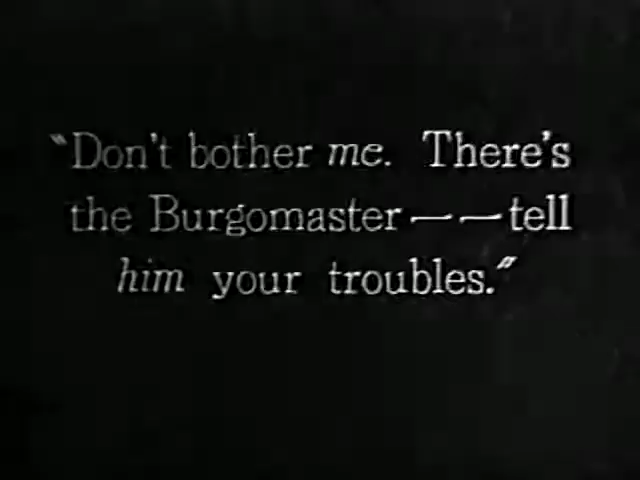 "Don't bother me. There's
the Burgomaster——tell
him your troubles."